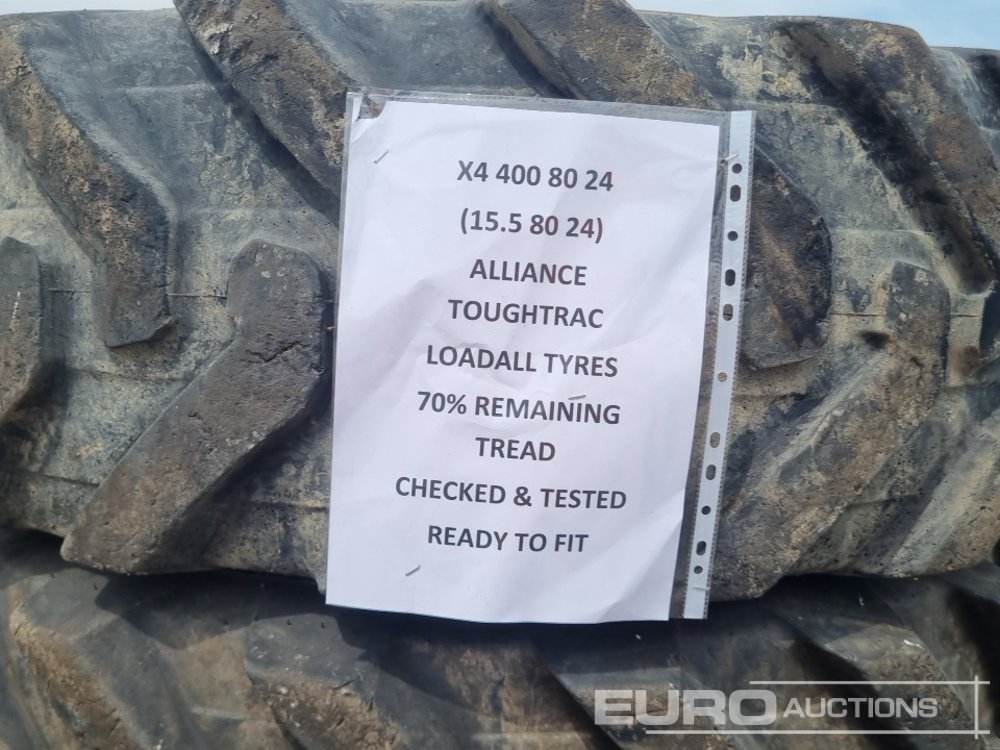 X4 400 80 24
(15.5 80 24)
ALLIANCE
TOUGHTRAC
LOADALL TYRES
70% REMAINING
TREAD
CHECKED & TESTED
READY TO FIT
EURO AUCTIONS